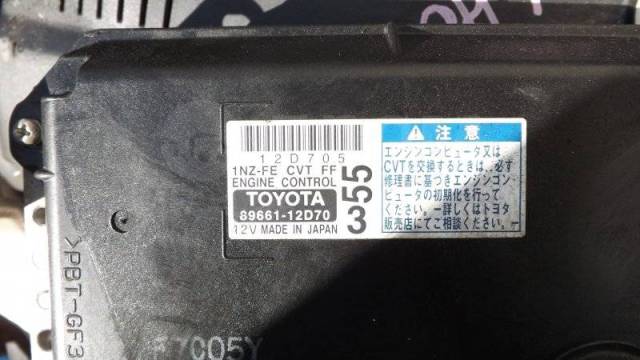 12D705
1NZ-FE CVT FF
ENGINE CONTROL
TOYOTA
89661-12D70
12V MADE IN JAPAN
355
注意
エンジンコンピュータ又は
CVTを交換するときは、必ず
修理書に基づきエンジンコン
ピュータの初期化を行って
ください。ー詳しくはトヨタ
販売店にてご相談ください。ー
>PBT-GF3